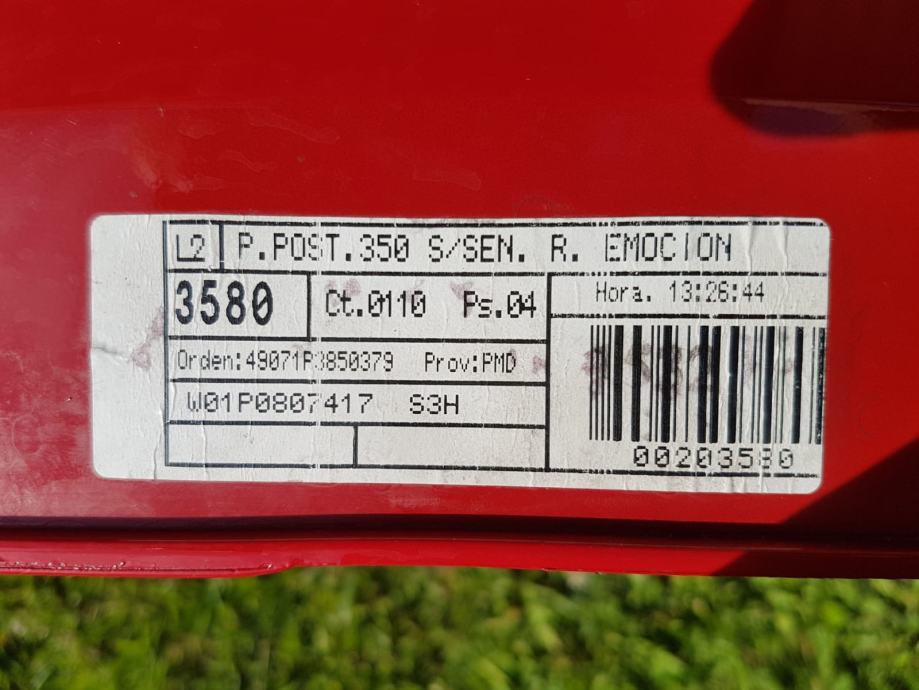 L2 P.POST.350 S/SEN. R. EMOCION
3580 Ct.0110 Ps.04
Hora. 13:26:44
Orden:49071P3850379 Prov:PMD
W01P0807417 S3H
00203580